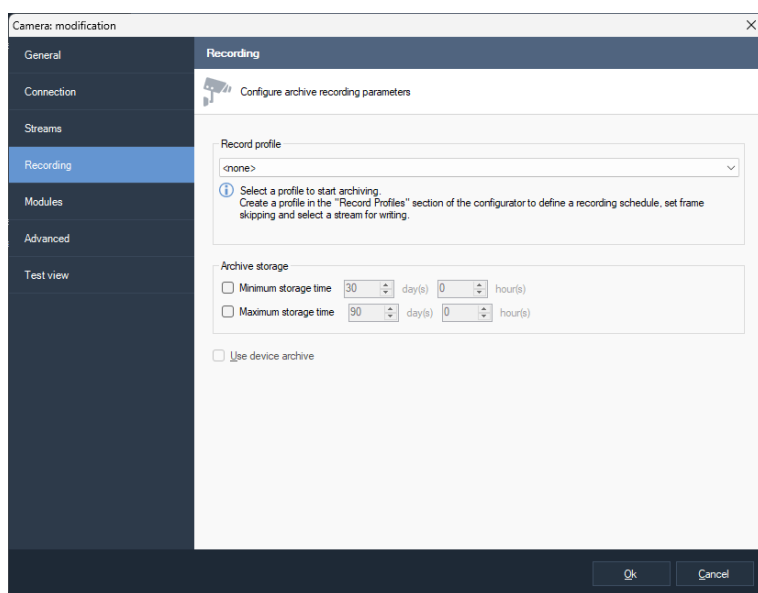 Camera: modification
General
Connection
Streams
Recording
Modules
Advanced
Test view
Recording
Configure archive recording parameters
Record profile
<none>
Select a profile to start archiving.
Create a profile in the "Record Profiles" section of the configurator to define a recording schedule, set frame
skipping and select a stream for writing.
Archive storage
Minimum storage time 30 day(s) 0 hour(s)
Maximum storage time 90 day(s) 0 hour(s)
Use device archive
Ok Cancel